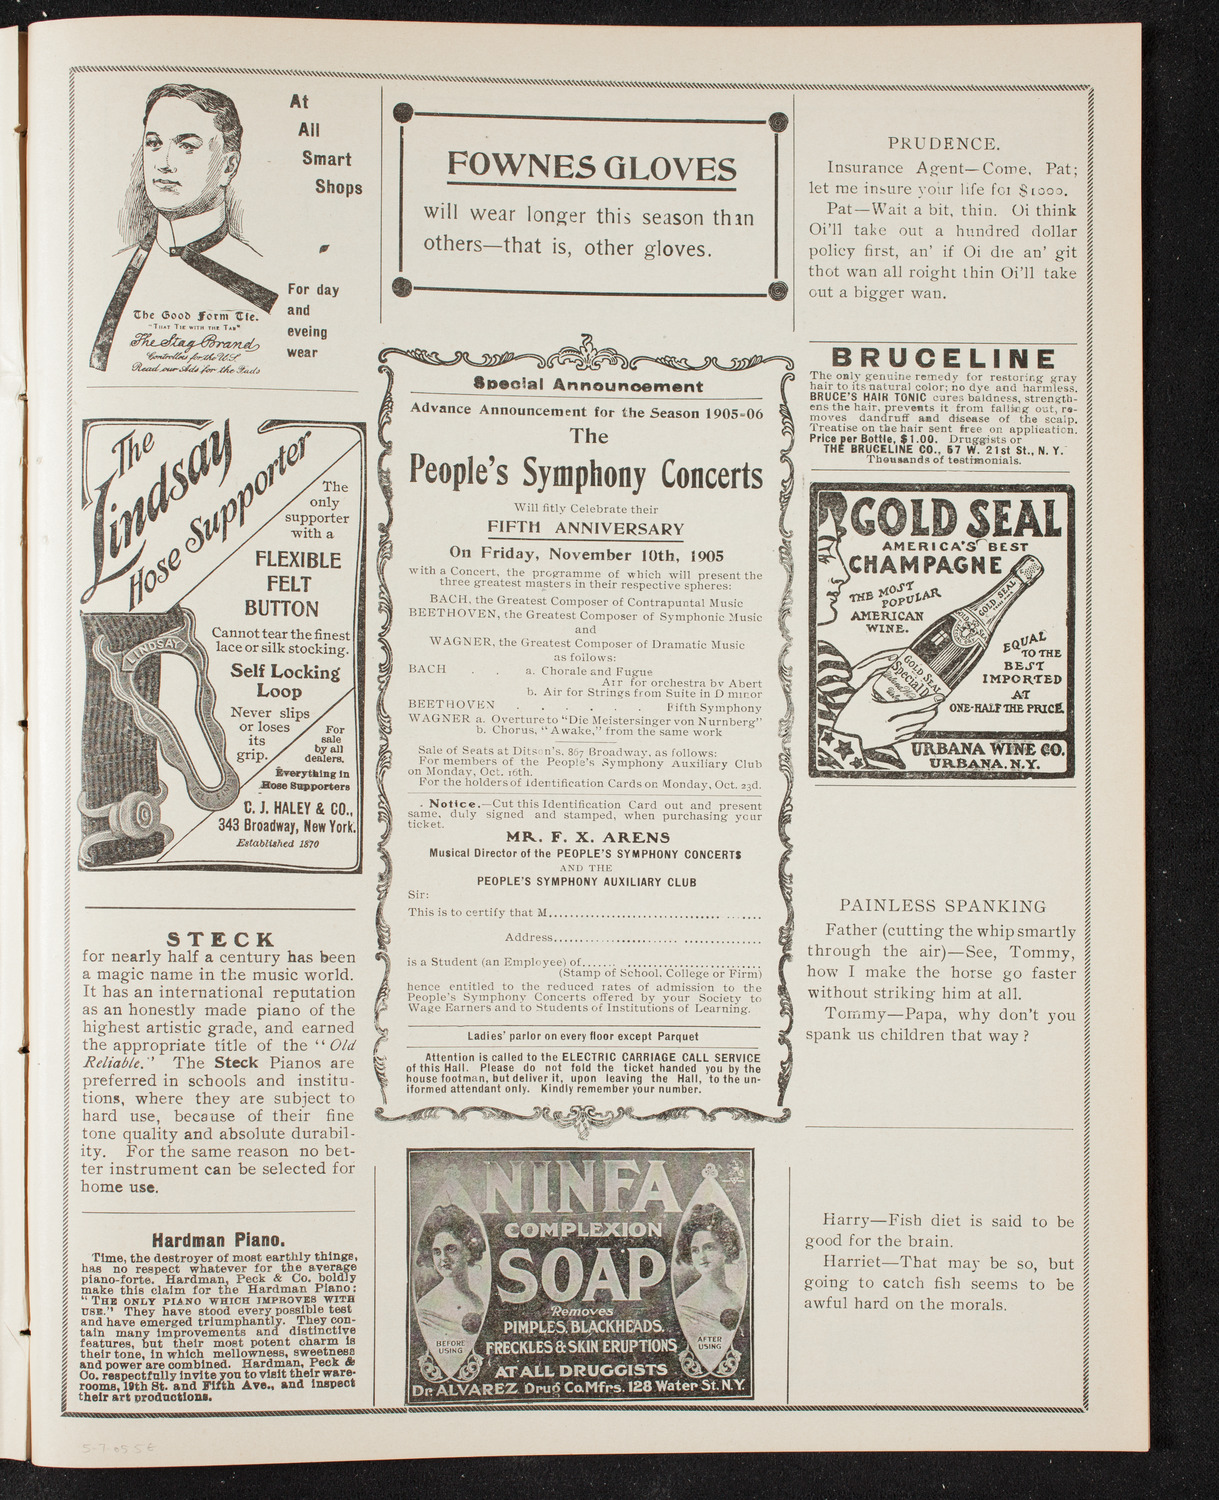 At
All
Smart
Shops
For day
and
eveing
wear
The Good Form Tie.
"That Tie with the Tab"
The Stag Brand
Controllers for the U.S.
Read our Ads for the Fads
The
Lindsay
Hose Supporter
The
only
supporter
with a
FLEXIBLE
FELT
BUTTON
Cannot tear the finest
lace or silk stocking.
Self Locking
Loop
Never slips
or loses
its
grip.
For
sale
by all
dealers.
Everything in
Hose Supporters
C. J. HALEY & CO.,
343 Broadway, New York.
Established 1870
LINDSAY
STECK
for nearly half a century has been
a magic name in the music world.
It has an international reputation
as an honestly made piano of the
highest artistic grade, and earned
the appropriate title of the "Old
Reliable." The Steck Pianos are
preferred in schools and institu-
tions, where they are subject to
hard use, because of their fine
tone quality and absolute durabil-
ity. For the same reason no bet-
ter instrument can be selected for
home use.
Hardman Piano.
Time, the destroyer of most earthly things,
has no respect whatever for the average
piano-forte. Hardman, Peck & Co. boldly
make this claim for the Hardman Piano;
"THE ONLY PIANO WHICH IMPROVES WITH
USE." They have stood every possible test
and have emerged triumphantly. They con-
tain many improvements and distinctive
features, but their most potent charm is
their tone, in which mellowness, sweetness
and power are combined. Hardman, Peck &
Co. respectfully invite you to visit their ware-
rooms, 19th St. and Fifth Ave., and inspect
their art productions.
5-7-05 S E
FOWNES GLOVES
will wear longer this season than
others—that is, other gloves.
Special Announcement
Advance Announcement for the Season 1905-06
The
People's Symphony Concerts
Will fitly Celebrate their
FIFTH ANNIVERSARY
On Friday, November 10th, 1905
with a Concert, the programme of which will present the
three greatest masters in their respective spheres:
BACH, the Greatest Composer of Contrapuntal Music
BEETHOVEN, the Greatest Composer of Symphonic Music
and
WAGNER, the Greatest Composer of Dramatic Music
as follows:
BACH . . a. Chorale and Fugue
Arr for orchestra by Abert
b. Air for Strings from Suite in D minor
BEETHOVEN . . . . . . Fifth Symphony
WAGNER a. Overture to "Die Meistersinger von Nurnberg"
b. Chorus, "Awake," from the same work
Sale of Seats at Ditson's, 867 Broadway, as follows:
For members of the People's Symphony Auxiliary Club
on Monday, Oct. 16th.
For the holders of Identification Cards on Monday, Oct. 23d.
. Notice.—Cut this Identification Card out and present
same, duly signed and stamped, when purchasing your
ticket.
MR. F. X. ARENS
Musical Director of the PEOPLE'S SYMPHONY CONCERTS
AND THE
PEOPLE'S SYMPHONY AUXILIARY CLUB
Sir:
This is to certify that M.......................................
Address.......................................
is a Student (an Employee) of.......................................
(Stamp of School, College or Firm)
hence entitled to the reduced rates of admission to the
People's Symphony Concerts offered by your Society to
Wage Earners and to Students of Institutions of Learning.
Ladies' parlor on every floor except Parquet
Attention is called to the ELECTRIC CARRIAGE CALL SERVICE
of this Hall. Please do not fold the ticket handed you by the
house footman, but deliver it, upon leaving the Hall, to the un-
iformed attendant only. Kindly remember your number.
NINFA
COMPLEXION
SOAP
Removes
PIMPLES, BLACKHEADS,
FRECKLES & SKIN ERUPTIONS
BEFORE
USING
AFTER
USING
AT ALL DRUGGISTS
Dr. ALVAREZ Drug Co. Mfrs. 128 Water St. N.Y.
PRUDENCE.
Insurance Agent—Come, Pat;
let me insure your life for $1000.
Pat—Wait a bit, thin. Oi think
Oi'll take out a hundred dollar
policy first, an' if Oi die an' git
thot wan all roight thin Oi'll take
out a bigger wan.
BRUCELINE
The only genuine remedy for restoring gray
hair to its natural color; no dye and harmless.
BRUCE'S HAIR TONIC cures baldness, strength-
ens the hair, prevents it from falling out, re-
moves dandruff and disease of the scalp.
Treatise on the hair sent free on application.
Price per Bottle, $1.00. Druggists or
THE BRUCELINE CO., 57 W. 21st St., N. Y.
Thousands of testimonials.
GOLD SEAL
AMERICA'S BEST
CHAMPAGNE
THE MOST
POPULAR
AMERICAN
WINE.
EQUAL
TO THE
BEST
IMPORTED
AT
ONE-HALF THE PRICE.
GOLD SEAL
GOLD SEAL
Special Dry
URBANA WINE CO.
URBANA, N.Y.
PAINLESS SPANKING
Father (cutting the whip smartly
through the air)—See, Tommy,
how I make the horse go faster
without striking him at all.
Tommy—Papa, why don't you
spank us children that way?
Harry—Fish diet is said to be
good for the brain.
Harriet—That may be so, but
going to catch fish seems to be
awful hard on the morals.